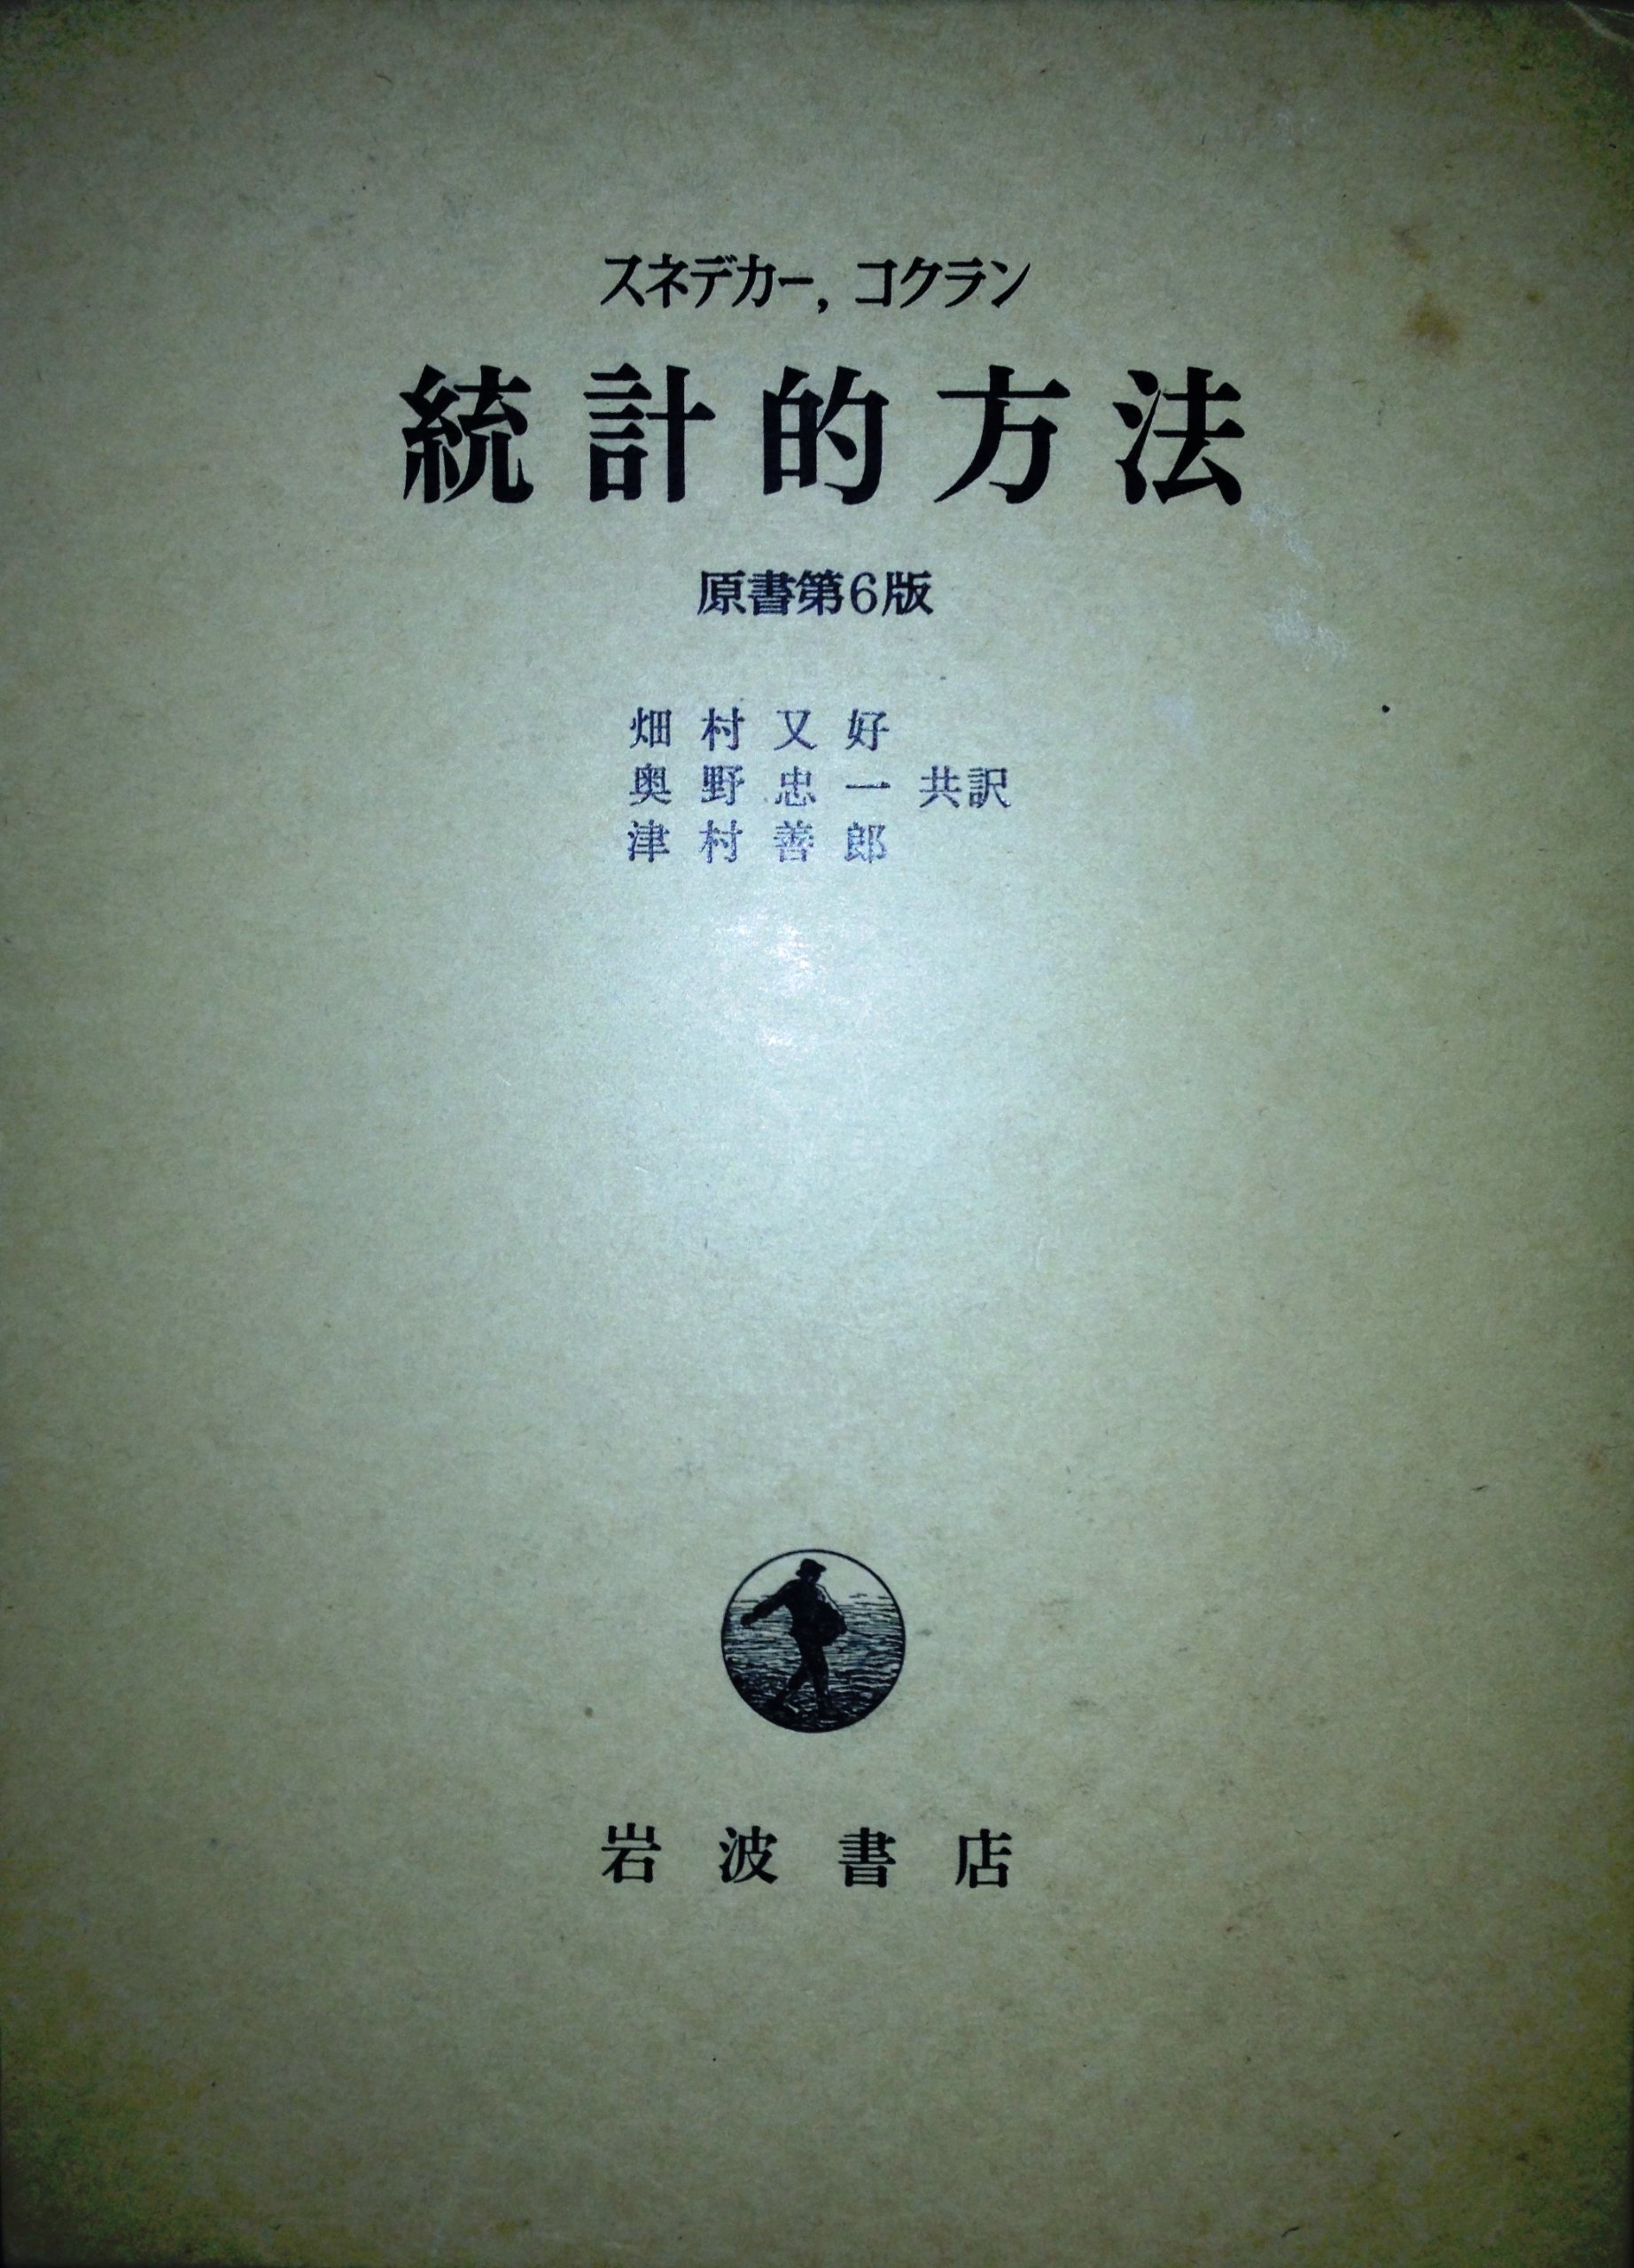 スネデカー, コクラン
統計的方法
原書第6版
畑村又好
奥野忠一 共訳
津村善郎
岩波書店